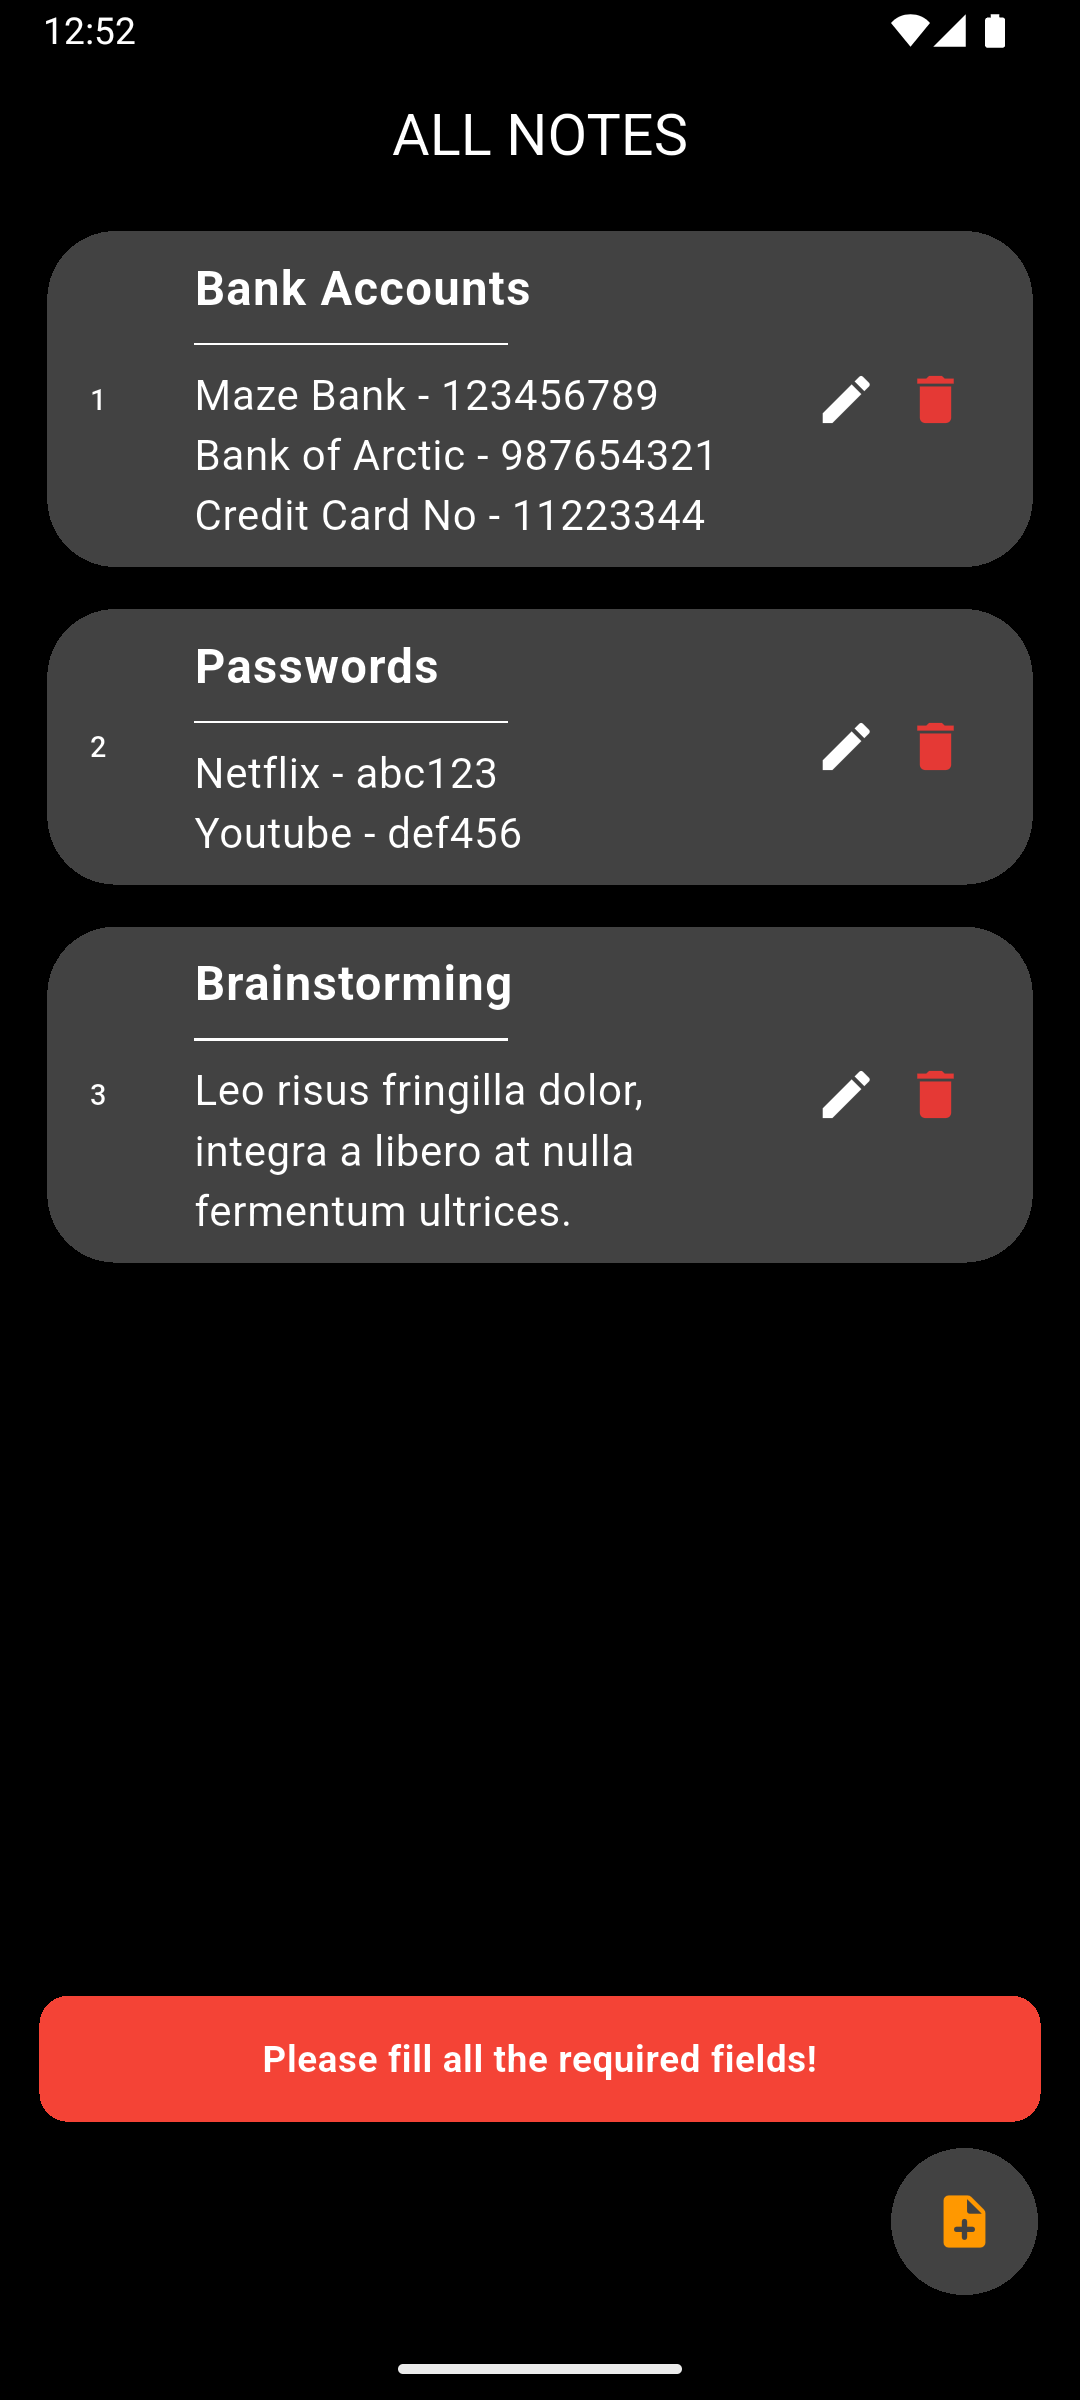 12:52
ALL NOTES
Bank Accounts
1
Maze Bank - 123456789
Bank of Arctic - 987654321
Credit Card No - 11223344
Passwords
2
Netflix - abc123
Youtube - def456
Brainstorming
3
Leo risus fringilla dolor,
integra a libero at nulla
fermentum ultrices.
Please fill all the required fields!